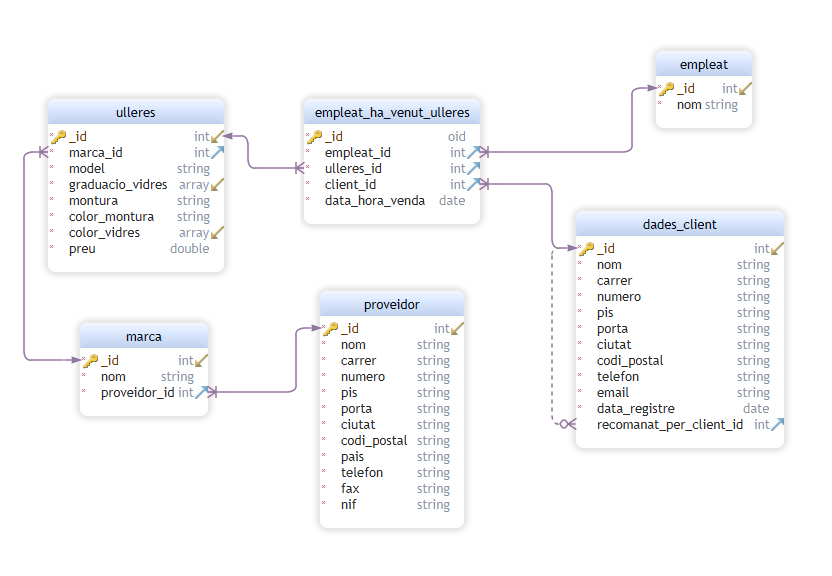 empleat
_id int
nom string
ulleres
_id int
marca_id int
model string
graduacio_vidres array
montura string
color_montura string
color_vidres array
preu double
empleat_ha_venut_ulleres
_id oid
empleat_id int
ulleres_id int
client_id int
data_hora_venda date
dades_client
_id int
nom string
carrer string
numero string
pis string
porta string
ciutat string
codi_postal string
telefon string
email string
data_registre date
recomanat_per_client_id int
proveidor
_id int
nom string
carrer string
numero string
pis string
porta string
ciutat string
codi_postal string
pais string
telefon string
fax string
nif string
marca
_id int
nom string
proveidor_id int